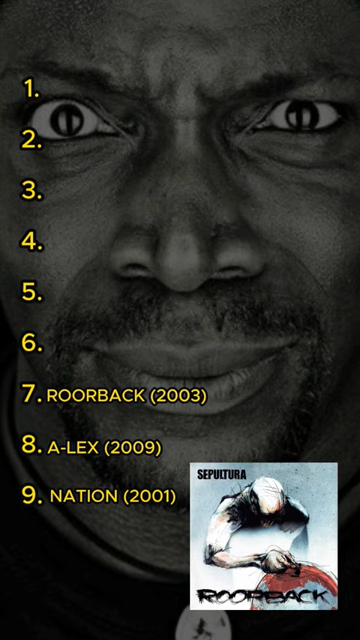 1.
2.
3.
4.
5.
6.
7. ROORBACK (2003)
8. A-LEX (2009)
9. NATION (2001)
SEPULTURA
ROORBACK